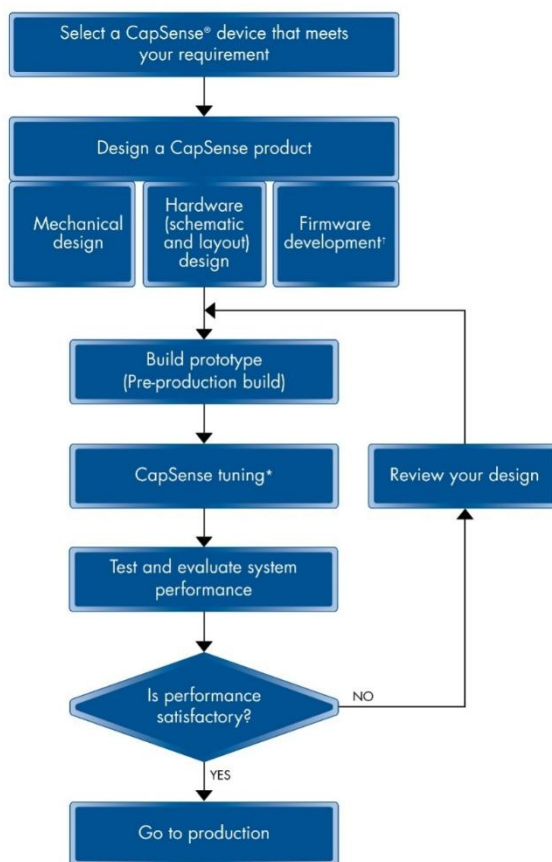 Select a CapSense® device that meets
your requirement
Design a CapSense product
Mechanical
design
Hardware
(schematic
and layout)
design
Firmware
development†
Build prototype
(Pre-production build)
CapSense tuning*
Review your design
Test and evaluate system
performance
Is performance
satisfactory?
NO
YES
Go to production